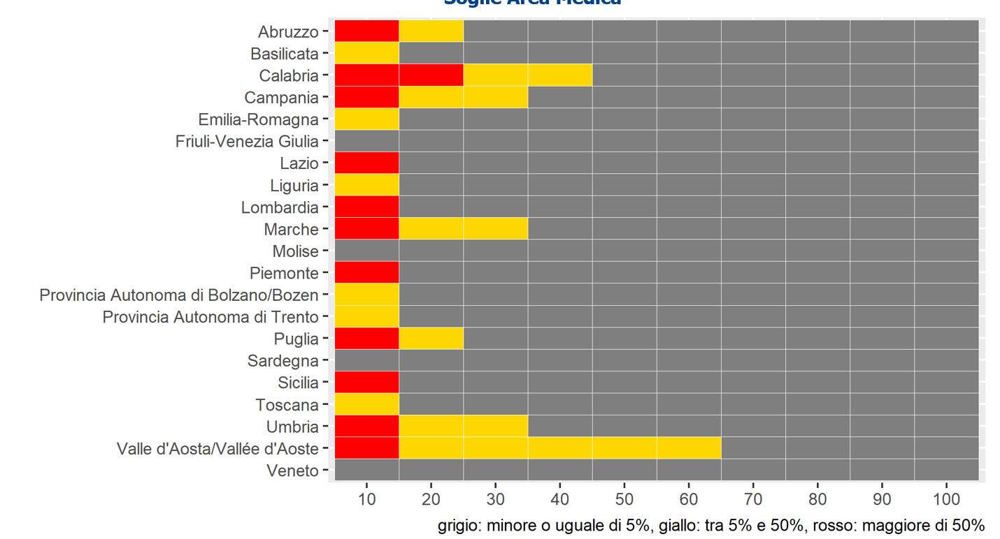 Soglie Area Medica
Abruzzo
Basilicata
Calabria
Campania
Emilia-Romagna
Friuli-Venezia Giulia
Lazio
Liguria
Lombardia
Marche
Molise
Piemonte
Provincia Autonoma di Bolzano/Bozen
Provincia Autonoma di Trento
Puglia
Sardegna
Sicilia
Toscana
Umbria
Valle d'Aosta/Vallée d'Aoste
Veneto
10 20 30 40 50 60 70 80 90 100
grigio: minore o uguale di 5%, giallo: tra 5% e 50%, rosso: maggiore di 50%